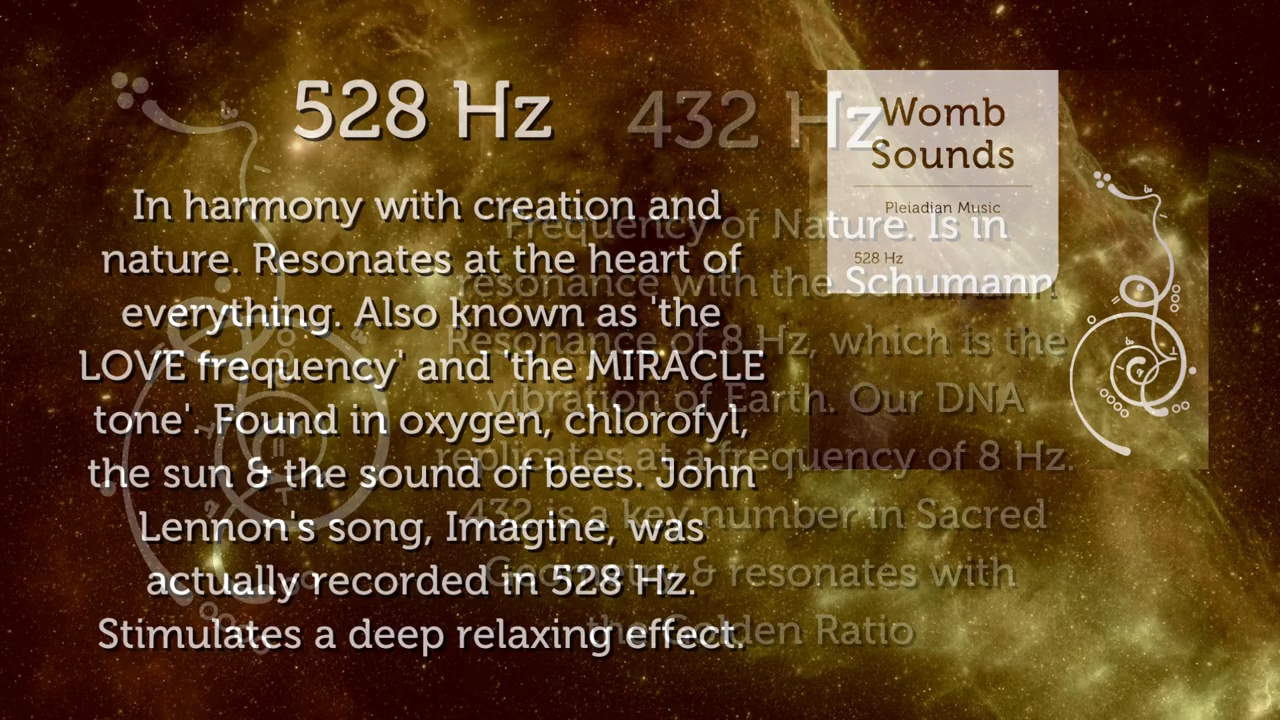 528 Hz
In harmony with creation and
nature. Resonates at the heart of
everything. Also known as 'the
LOVE frequency' and 'the MIRACLE
tone'. Found in oxygen, chlorofyl,
the sun & the sound of bees. John
Lennon's song, Imagine, was
actually recorded in 528 Hz.
Stimulates a deep relaxing effect.
432 Hz
Frequency of Nature. Is in
resonance with the Schumann
Resonance of 8 Hz, which is the
vibration of Earth. Our DNA
replicates at a frequency of 8 Hz.
432 is a key number in Sacred
Geometry & resonates with
the Golden Ratio
Womb
Sounds
Pleiadian Music
528 Hz